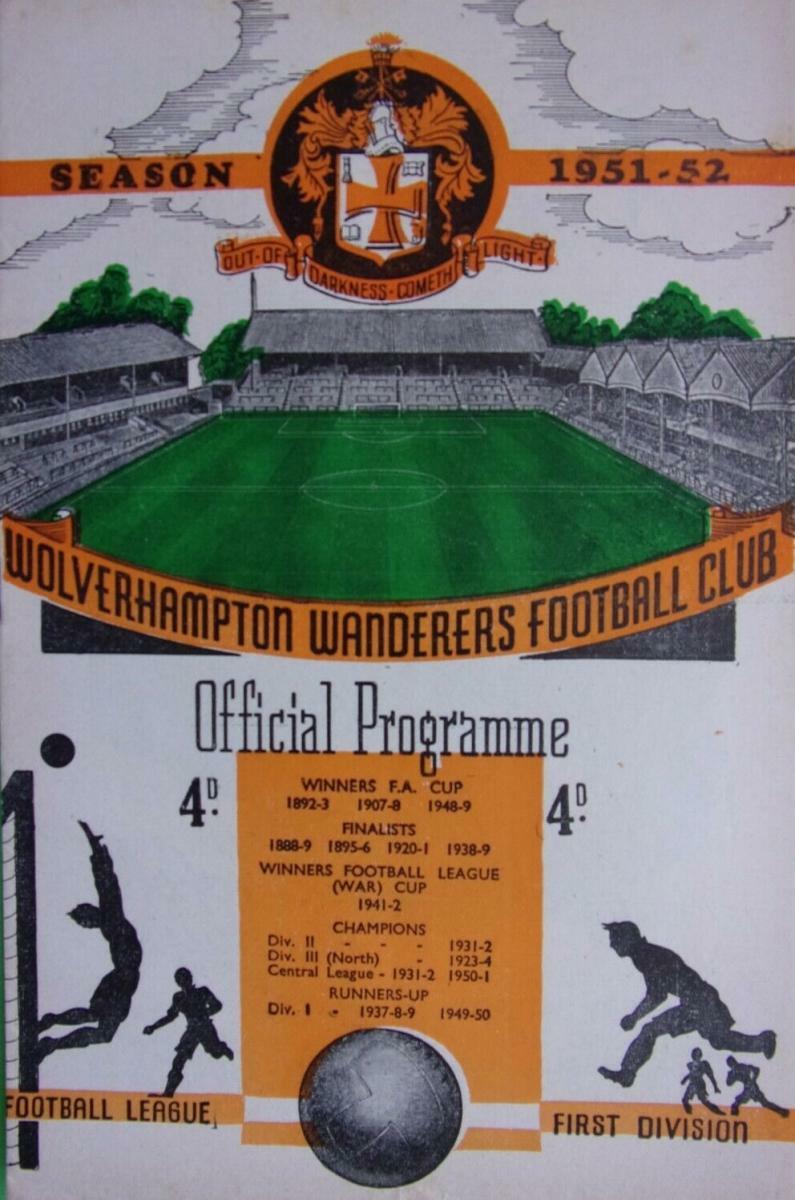 SEASON 1951-52
OUT·OF DARKNESS·COMETH LIGHT·
WOLVERHAMPTON WANDERERS FOOTBALL CLUB
Official Programme
4D. 4D.
WINNERS F.A. CUP
1892-3 1907-8 1948-9
FINALISTS
1888-9 1895-6 1920-1 1938-9
WINNERS FOOTBALL LEAGUE
(WAR) CUP
1941-2
CHAMPIONS
Div. II - - - 1931-2
Div. III (North) - 1923-4
Central League - 1931-2 1950-1
RUNNERS-UP
Div. I - 1937-8-9 1949-50
FOOTBALL LEAGUE, FIRST DIVISION